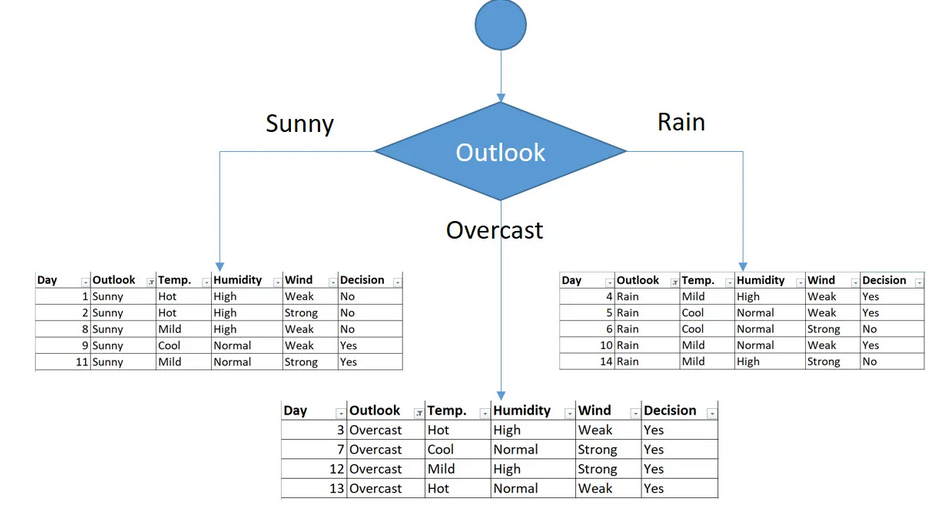 Sunny
Rain
Outlook
Overcast
Day Outlook Temp. Humidity Wind Decision
1 Sunny Hot High Weak No
2 Sunny Hot High Strong No
8 Sunny Mild High Weak No
9 Sunny Cool Normal Weak Yes
11 Sunny Mild Normal Strong Yes
Day Outlook Temp. Humidity Wind Decision
4 Rain Mild High Weak Yes
5 Rain Cool Normal Weak Yes
6 Rain Cool Normal Strong No
10 Rain Mild Normal Weak Yes
14 Rain Mild High Strong No
Day Outlook Temp. Humidity Wind Decision
3 Overcast Hot High Weak Yes
7 Overcast Cool Normal Strong Yes
12 Overcast Mild High Strong Yes
13 Overcast Hot Normal Weak Yes